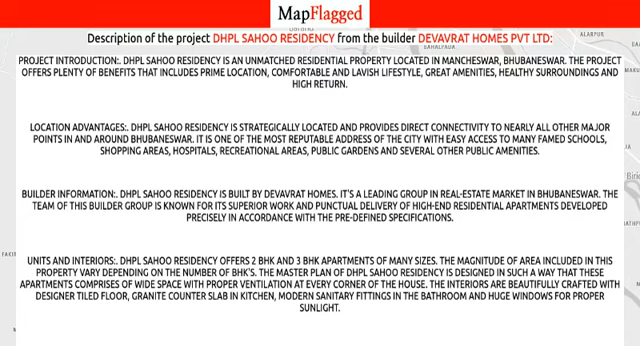 MapFlagged
Description of the project DHPL SAHOO RESIDENCY from the builder DEVAVRAT HOMES PVT LTD:
PROJECT INTRODUCTION:. DHPL SAHOO RESIDENCY IS AN UNMATCHED RESIDENTIAL PROPERTY LOCATED IN MANCHESWAR, BHUBANESWAR. THE PROJECT
OFFERS PLENTY OF BENEFITS THAT INCLUDES PRIME LOCATION, COMFORTABLE AND LAVISH LIFESTYLE, GREAT AMENITIES, HEALTHY SURROUNDINGS AND
HIGH RETURN.
LOCATION ADVANTAGES:. DHPL SAHOO RESIDENCY IS STRATEGICALLY LOCATED AND PROVIDES DIRECT CONNECTIVITY TO NEARLY ALL OTHER MAJOR
POINTS IN AND AROUND BHUBANESWAR. IT IS ONE OF THE MOST REPUTABLE ADDRESS OF THE CITY WITH EASY ACCESS TO MANY FAMED SCHOOLS,
SHOPPING AREAS, HOSPITALS, RECREATIONAL AREAS, PUBLIC GARDENS AND SEVERAL OTHER PUBLIC AMENITIES.
BUILDER INFORMATION:. DHPL SAHOO RESIDENCY IS BUILT BY DEVAVRAT HOMES. IT'S A LEADING GROUP IN REAL-ESTATE MARKET IN BHUBANESWAR. THE
TEAM OF THIS BUILDER GROUP IS KNOWN FOR ITS SUPERIOR WORK AND PUNCTUAL DELIVERY OF HIGH-END RESIDENTIAL APARTMENTS DEVELOPED
PRECISELY IN ACCORDANCE WITH THE PRE-DEFINED SPECIFICATIONS.
UNITS AND INTERIORS:. DHPL SAHOO RESIDENCY OFFERS 2 BHK AND 3 BHK APARTMENTS OF MANY SIZES. THE MAGNITUDE OF AREA INCLUDED IN THIS
PROPERTY VARY DEPENDING ON THE NUMBER OF BHK'S. THE MASTER PLAN OF DHPL SAHOO RESIDENCY IS DESIGNED IN SUCH A WAY THAT THESE
APARTMENTS COMPRISES OF WIDE SPACE WITH PROPER VENTILATION AT EVERY CORNER OF THE HOUSE. THE INTERIORS ARE BEAUTIFULLY CRAFTED WITH
DESIGNER TILED FLOOR, GRANITE COUNTER SLAB IN KITCHEN, MODERN SANITARY FITTINGS IN THE BATHROOM AND HUGE WINDOWS FOR PROPER
SUNLIGHT.
ALARPUR